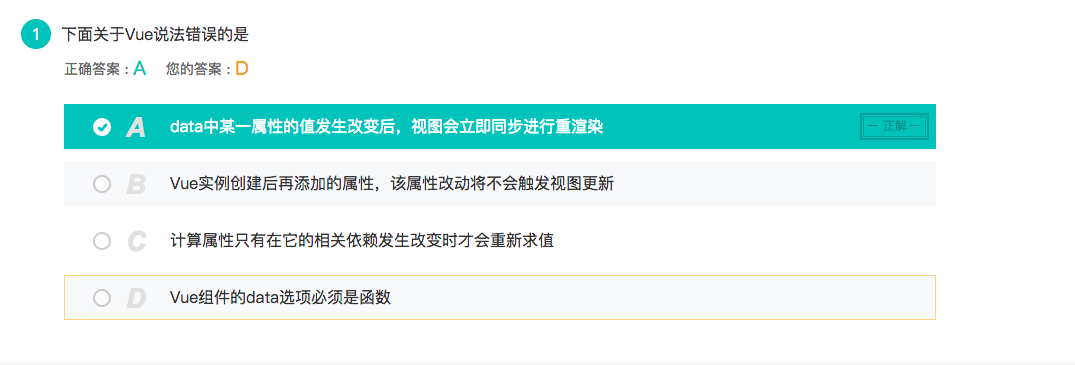 1 下面关于Vue说法错误的是
正确答案：A 您的答案：D
A data中某一属性的值发生改变后，视图会立即同步进行重渲染 — 正解 —
B Vue实例创建后再添加的属性，该属性改动将不会触发视图更新
C 计算属性只有在它的相关依赖发生改变时才会重新求值
D Vue组件的data选项必须是函数